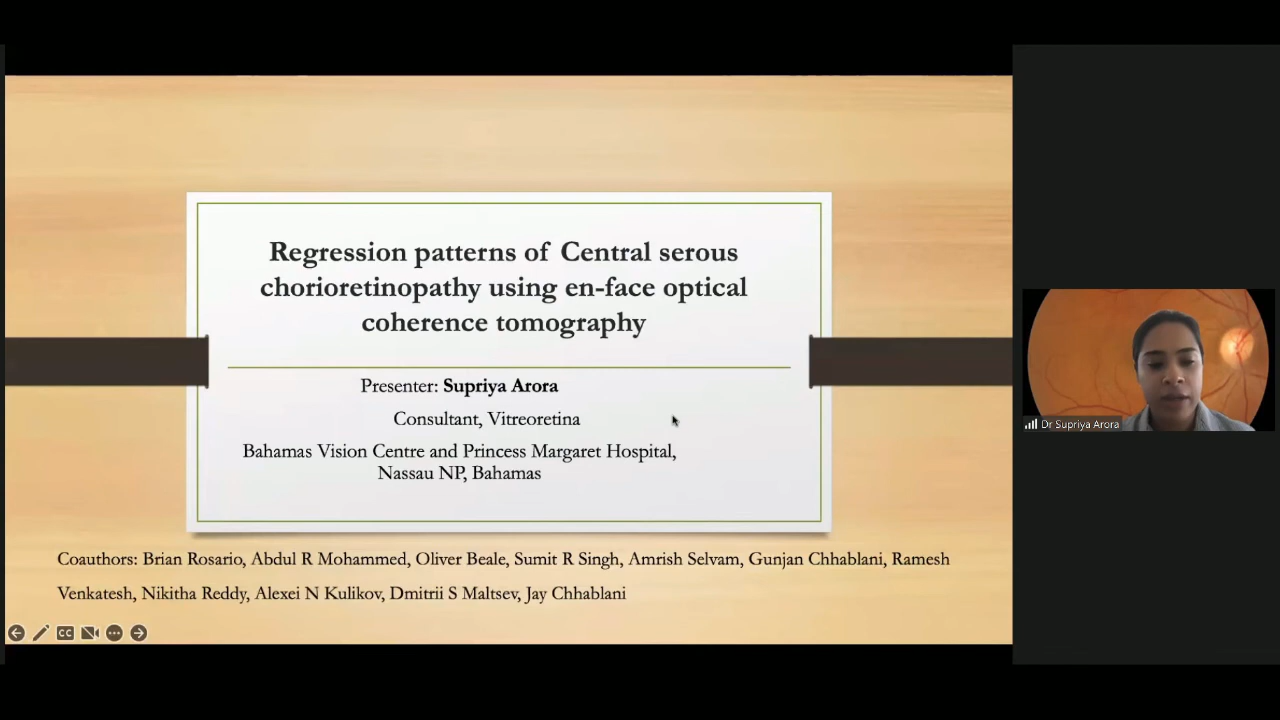 Regression patterns of Central serous
chorioretinopathy using en-face optical
coherence tomography
Presenter: Supriya Arora
Consultant, Vitreoretina
Bahamas Vision Centre and Princess Margaret Hospital,
Nassau NP, Bahamas
Coauthors: Brian Rosario, Abdul R Mohammed, Oliver Beale, Sumit R Singh, Amrish Selvam, Gunjan Chhablani, Ramesh
Venkatesh, Nikitha Reddy, Alexei N Kulikov, Dmitrii S Maltsev, Jay Chhablani
CC
Dr Supriya Arora